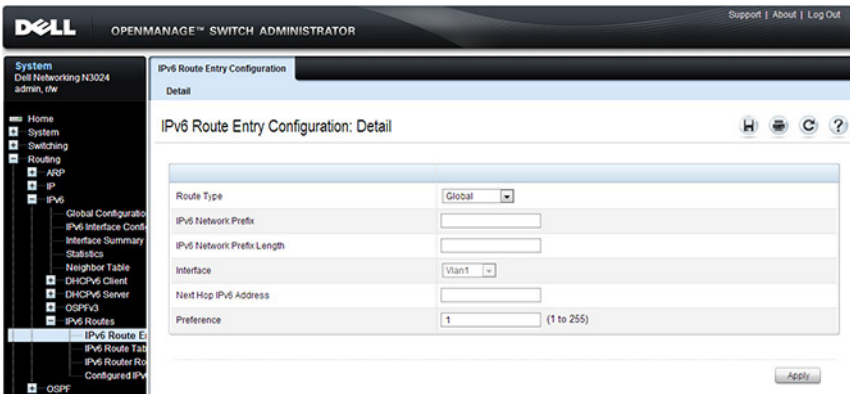 Support | About | Log Out
DELL
OPENMANAGE™ SWITCH ADMINISTRATOR
System
Dell Networking N3024
admin, r/w
Home
System
Switching
Routing
ARP
IP
IPv6
Global Configuratio
IPv6 Interface Confi
Interface Summary
Statistics
Neighbor Table
DHCPv6 Client
DHCPv6 Server
OSPFv3
IPv6 Routes
IPv6 Route E
IPv6 Route Tab
IPv6 Router Ro
Configured IPv
OSPF
IPv6 Route Entry Configuration
Detail
IPv6 Route Entry Configuration: Detail
Route Type Global
IPv6 Network Prefix
IPv6 Network Prefix Length
Interface Vlan1
Next Hop IPv6 Address
Preference 1 (1 to 255)
Apply